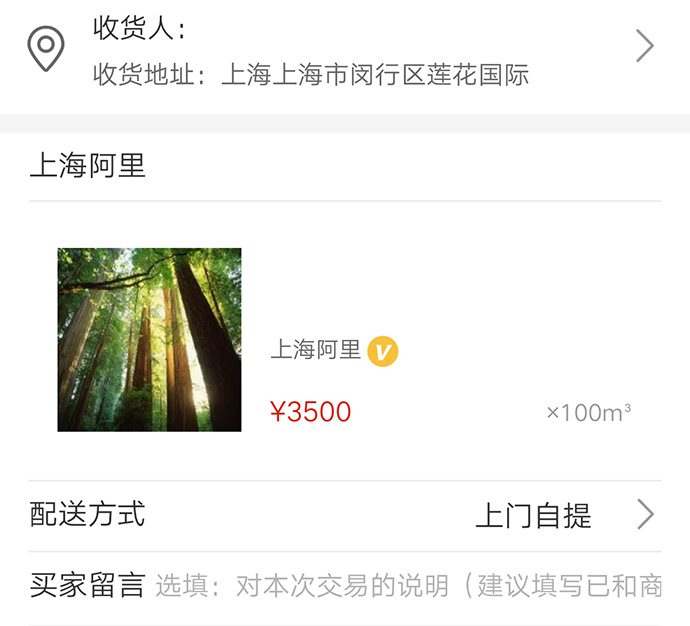 收货人：
收货地址：上海上海市闵行区莲花国际
上海阿里
上海阿里 V
¥3500 ×100m³
配送方式 上门自提
买家留言 选填：对本次交易的说明（建议填写已和商